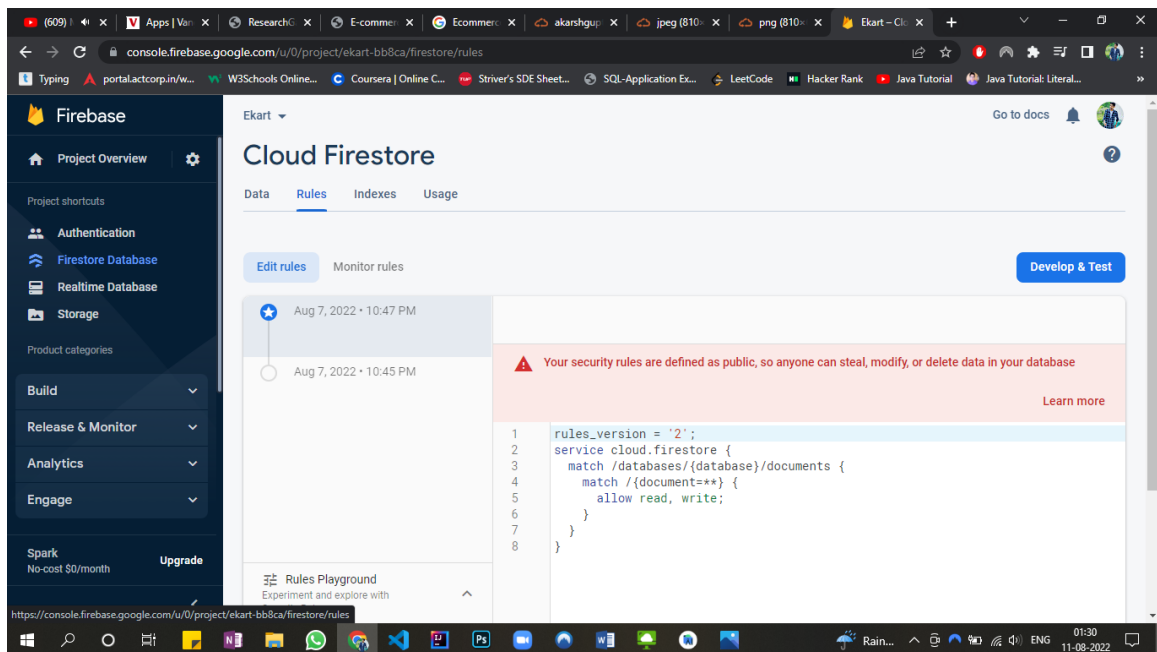 (609) N
Apps | Van
ResearchG
E-commer
Ecommerc
akarshgup
jpeg (810×
png (810×
Ekart – Clo
console.firebase.google.com/u/0/project/ekart-bb8ca/firestore/rules
Typing
portal.actcorp.in/w...
W3Schools Online...
Coursera | Online C...
Striver's SDE Sheet...
SQL-Application Ex...
LeetCode
Hacker Rank
Java Tutorial
Java Tutorial: Literal...
»
Firebase
Ekart
Go to docs
Project Overview
Cloud Firestore
Data Rules Indexes Usage
Project shortcuts
Authentication
Firestore Database
Realtime Database
Storage
Product categories
Build
Release & Monitor
Analytics
Engage
Spark
No-cost $0/month
Upgrade
Edit rules
Monitor rules
Develop & Test
Aug 7, 2022 • 10:47 PM
Aug 7, 2022 • 10:45 PM
Your security rules are defined as public, so anyone can steal, modify, or delete data in your database
Learn more
1 rules_version = '2';
2 service cloud.firestore {
3 match /databases/{database}/documents {
4 match /{document=**} {
5 allow read, write;
6 }
7 }
8 }
Rules Playground
Experiment and explore with
https://console.firebase.google.com/u/0/project/ekart-bb8ca/firestore/rules
Rain...
ENG
01:30
11-08-2022